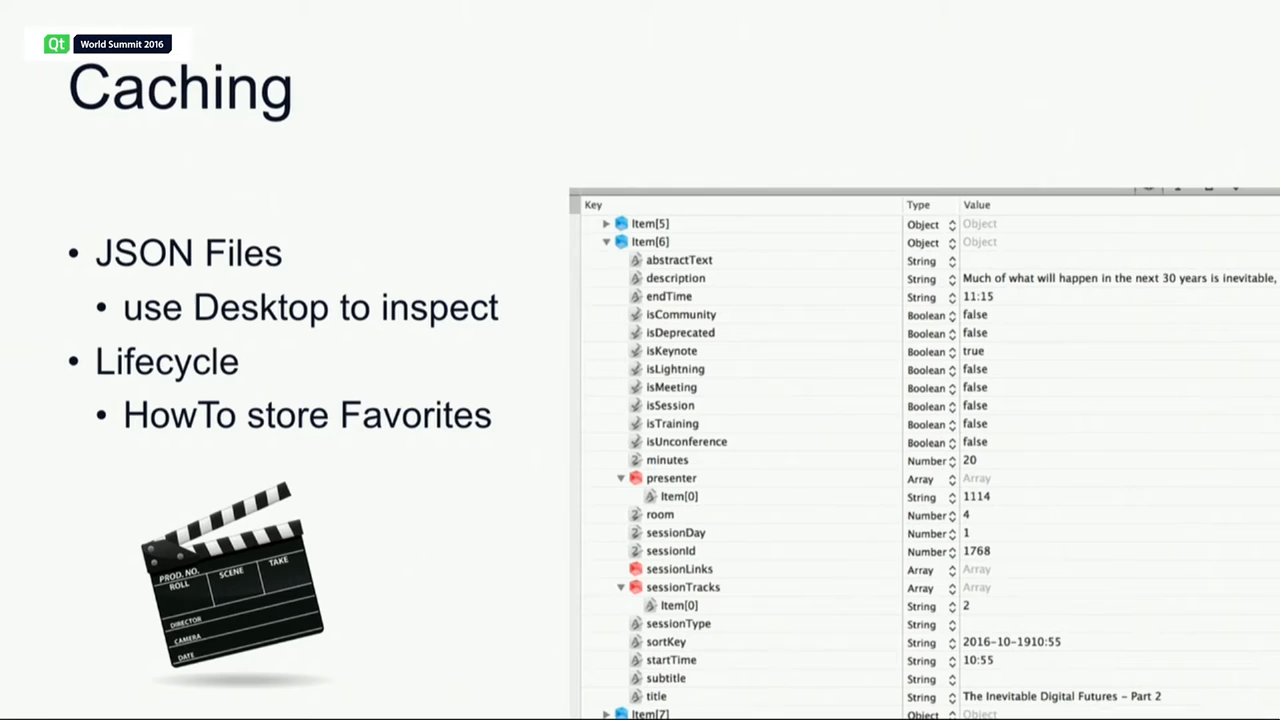 Qt World Summit 2016
Caching
• JSON Files
• use Desktop to inspect
• Lifecycle
• HowTo store Favorites
PROD. NO.
ROLL SCENE TAKE
DIRECTOR
CAMERA
DATE
Key Type Value
Item[5] Object Object
Item[6] Object Object
abstractText String
description String Much of what will happen in the next 30 years is inevitable,
endTime String 11:15
isCommunity Boolean false
isDeprecated Boolean false
isKeynote Boolean true
isLightning Boolean false
isMeeting Boolean false
isSession Boolean false
isTraining Boolean false
isUnconference Boolean false
minutes Number 20
presenter Array Array
Item[0] String 1114
room Number 4
sessionDay Number 1
sessionId Number 1768
sessionLinks Array Array
sessionTracks Array Array
Item[0] String 2
sessionType String
sortKey String 2016-10-1910:55
startTime String 10:55
subtitle String
title String The Inevitable Digital Futures – Part 2
Item[7] Object Object